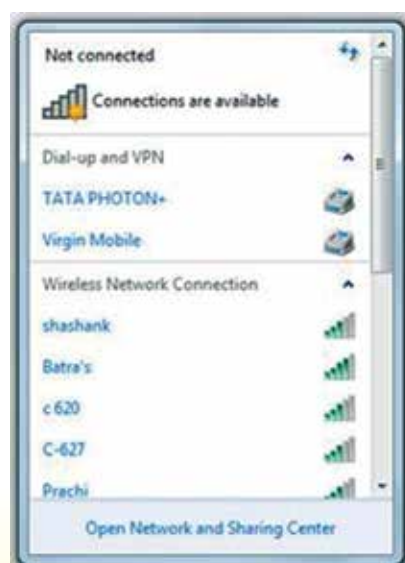 Not connected
Connections are available
Dial-up and VPN
TATA PHOTON+
Virgin Mobile
Wireless Network Connection
shashank
Batra's
c 620
C-627
Prachi
Open Network and Sharing Center